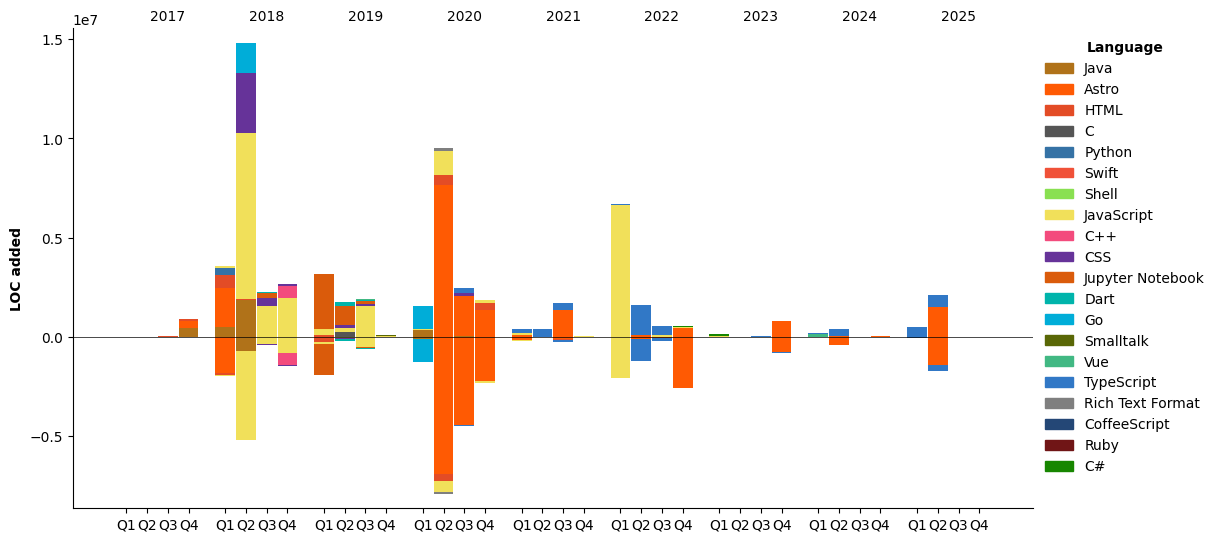 2017 2018 2019 2020 2021 2022 2023 2024 2025
1e7
1.5
1.0
0.5
0.0
−0.5
LOC added
Q1 Q2 Q3 Q4 Q1 Q2 Q3 Q4 Q1 Q2 Q3 Q4 Q1 Q2 Q3 Q4 Q1 Q2 Q3 Q4 Q1 Q2 Q3 Q4 Q1 Q2 Q3 Q4 Q1 Q2 Q3 Q4 Q1 Q2 Q3 Q4
Language
Java
Astro
HTML
C
Python
Swift
Shell
JavaScript
C++
CSS
Jupyter Notebook
Dart
Go
Smalltalk
Vue
TypeScript
Rich Text Format
CoffeeScript
Ruby
C#